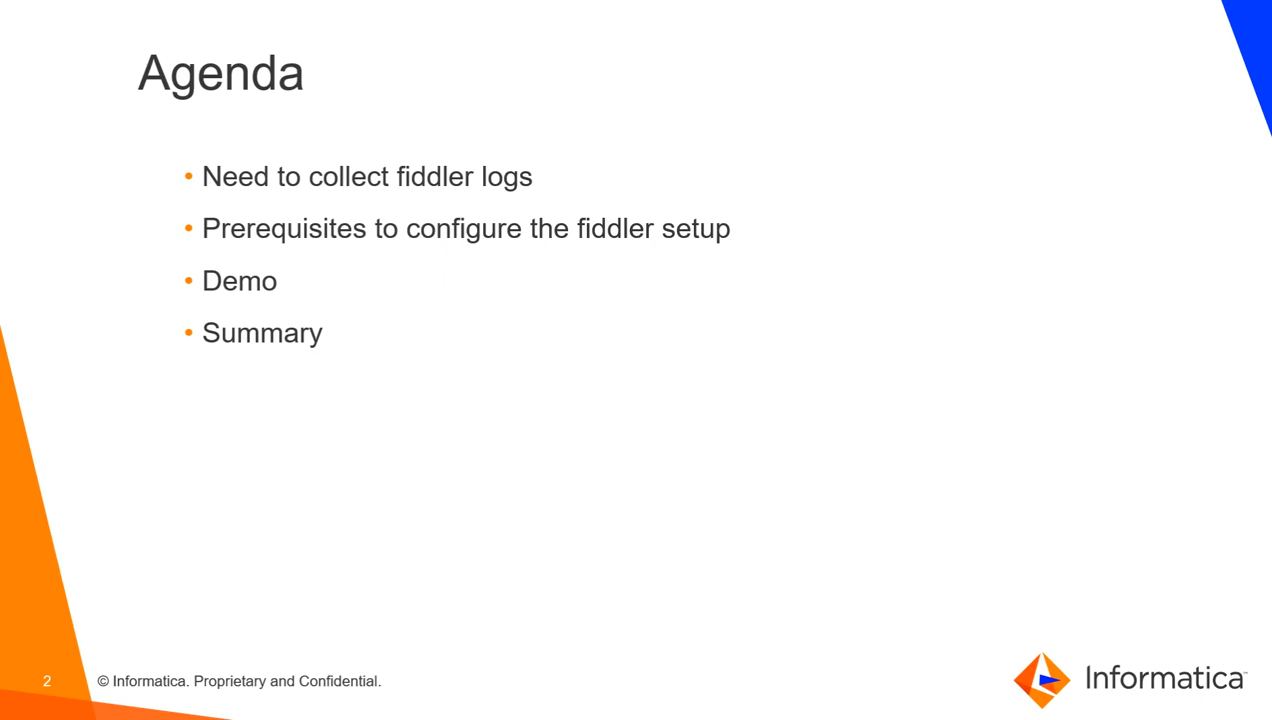 Agenda
• Need to collect fiddler logs
• Prerequisites to configure the fiddler setup
• Demo
• Summary
2
© Informatica. Proprietary and Confidential.
Informatica™